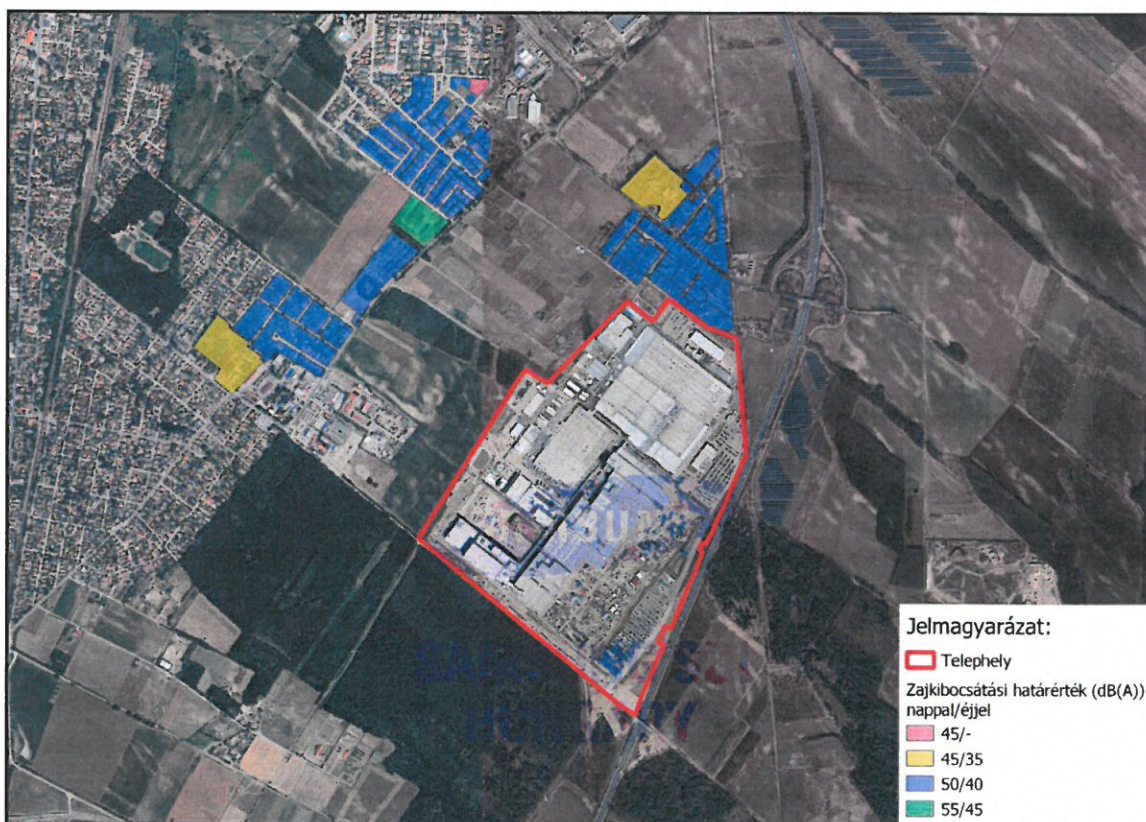 Jelmagyarázat:
Telephely
Zajkibocsátási határérték (dB(A))
nappal/éjjel
45/-
45/35
50/40
55/45